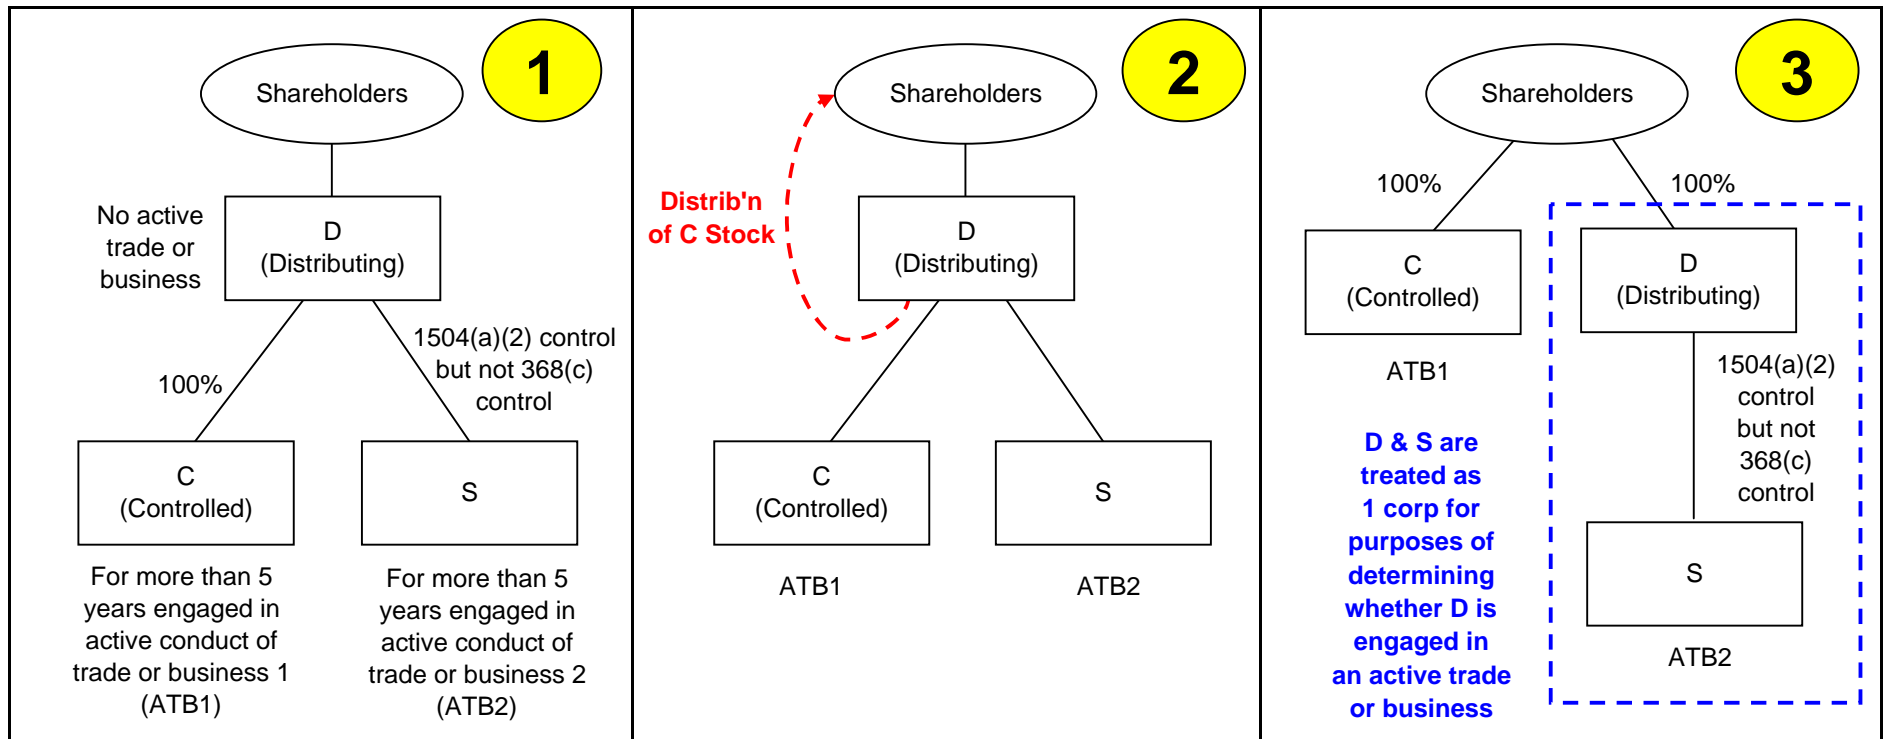 1
Shareholders
No active
trade or
business
D
(Distributing)
1504(a)(2) control
but not 368(c)
control
100%
C
(Controlled)
S
For more than 5
years engaged in
active conduct of
trade or business 1
(ATB1)
For more than 5
years engaged in
active conduct of
trade or business 2
(ATB2)
2
Shareholders
Distrib'n
of C Stock
D
(Distributing)
C
(Controlled)
S
ATB1
ATB2
3
Shareholders
100%
100%
C
(Controlled)
D
(Distributing)
ATB1
1504(a)(2)
control
but not
368(c)
control
D & S are
treated as
1 corp for
purposes of
determining
whether D is
engaged in
an active trade
or business
S
ATB2